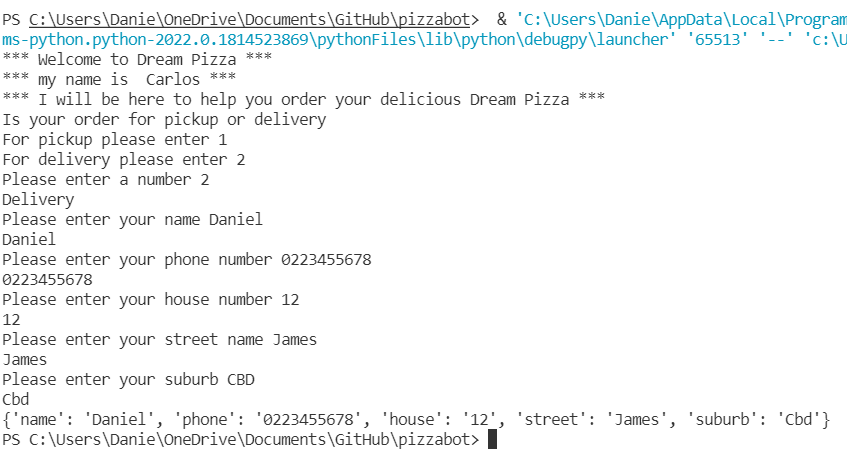 PS C:\Users\Danie\OneDrive\Documents\GitHub\pizzabot>  & 'C:\Users\Danie\AppData\Local\Program
ms-python.python-2022.0.1814523869\pythonFiles\lib\python\debugpy\launcher' '65513' '--' 'c:\U
*** Welcome to Dream Pizza ***
*** my name is  Carlos ***
*** I will be here to help you order your delicious Dream Pizza ***
Is your order for pickup or delivery
For pickup please enter 1
For delivery please enter 2
Please enter a number 2
Delivery
Please enter your name Daniel
Daniel
Please enter your phone number 0223455678
0223455678
Please enter your house number 12
12
Please enter your street name James
James
Please enter your suburb CBD
Cbd
{'name': 'Daniel', 'phone': '0223455678', 'house': '12', 'street': 'James', 'suburb': 'Cbd'}
PS C:\Users\Danie\OneDrive\Documents\GitHub\pizzabot>